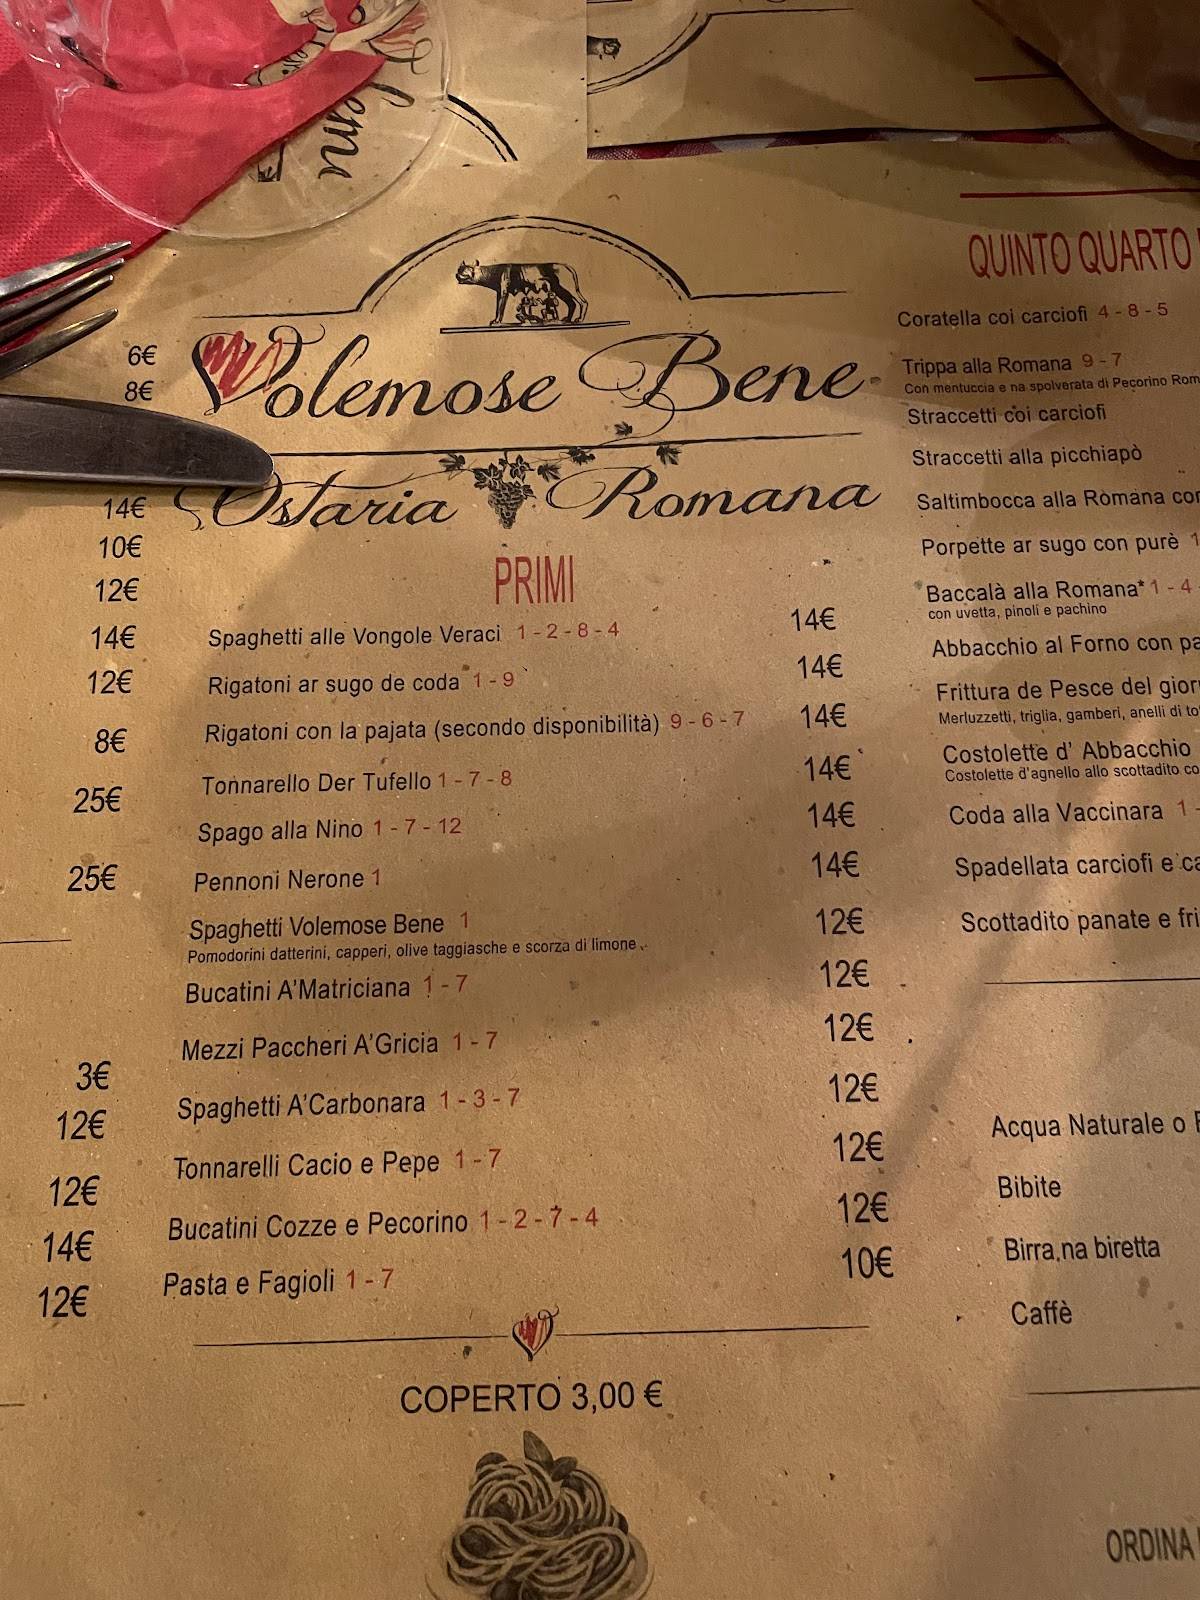 6€
8€
14€
10€
12€
14€
12€
8€
25€
25€
3€
12€
12€
14€
12€
Volemose Bene
Ostaria Romana
PRIMI
Spaghetti alle Vongole Veraci 1 - 2 - 8 - 4 14€
Rigatoni ar sugo de coda 1 - 9 14€
Rigatoni con la pajata (secondo disponibilità) 9 - 6 - 7 14€
Tonnarello Der Tufello 1 - 7 - 8 14€
Spago alla Nino 1 - 7 - 12 14€
Pennoni Nerone 1 14€
Spaghetti Volemose Bene 1 12€
Pomodorini datterini, capperi, olive taggiasche e scorza di limone
Bucatini A'Matriciana 1 - 7 12€
Mezzi Paccheri A'Gricia 1 - 7 12€
Spaghetti A'Carbonara 1 - 3 - 7 12€
Tonnarelli Cacio e Pepe 1 - 7 12€
Bucatini Cozze e Pecorino 1 - 2 - 7 - 4 12€
Pasta e Fagioli 1 - 7 10€
COPERTO 3,00 €
QUINTO QUARTO
Coratella coi carciofi 4 - 8 - 5
Trippa alla Romana 9 - 7
Con mentuccia e na spolverata di Pecorino Rom
Straccetti coi carciofi
Straccetti alla picchiapò
Saltimbocca alla Romana con
Porpette ar sugo con purè 1
Baccalà alla Romana* 1 - 4
con uvetta, pinoli e pachino
Abbacchio al Forno con pa
Frittura de Pesce del gior
Merluzzetti, triglia, gamberi, anelli di to
Costolette d' Abbacchio
Costolette d'agnello allo scottadito co
Coda alla Vaccinara 1 -
Spadellata carciofi e ca
Scottadito panate e fri
Acqua Naturale o
Bibite
Birra,na biretta
Caffè
ORDINA